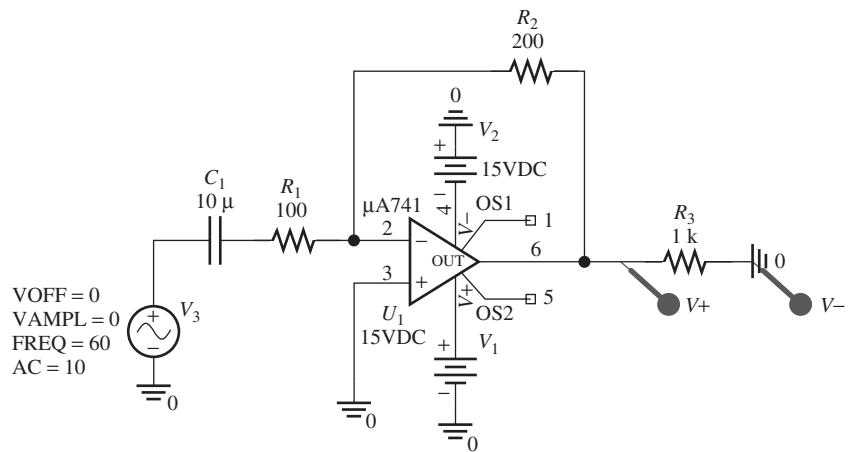 R2
200
0
V2
+
15VDC
−
4
V−
OS1
1
C1
10 μ
R1
100
μA741
2
−
OUT
6
R3
1 k
0
3
+
V+
OS2
5
U1
15VDC
V1
+
−
0
VOFF = 0
VAMPL = 0
FREQ = 60
AC = 10
+
−
V3
0
0
V+
V−